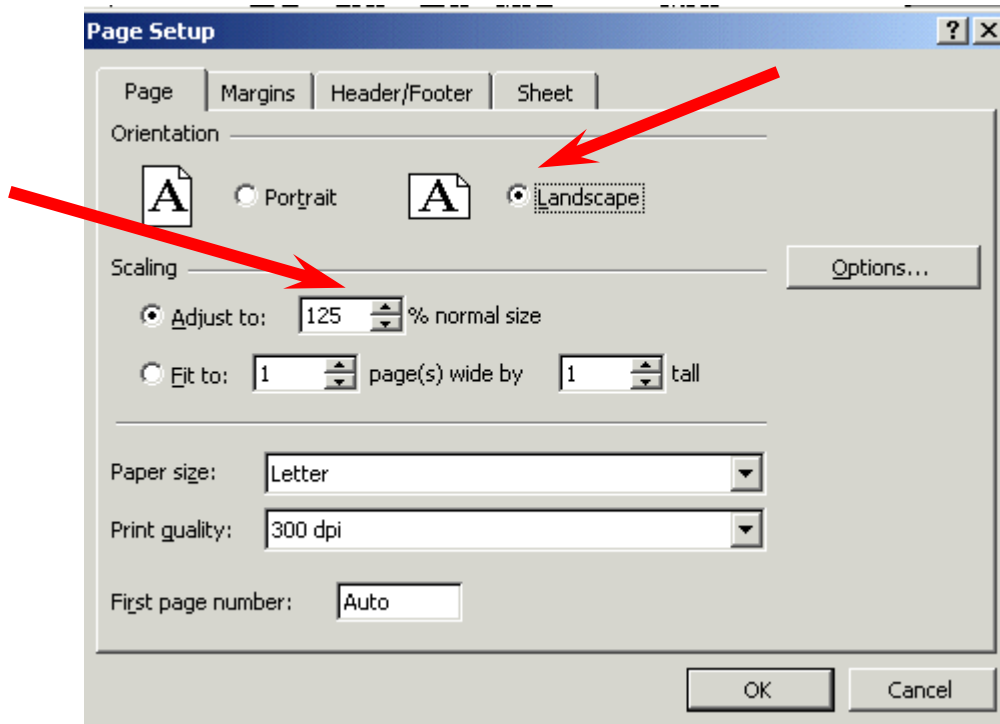 Page Setup
Page Margins Header/Footer Sheet
Orientation
A Portrait A Landscape
Scaling
Options...
Adjust to: 125 % normal size
Fit to: 1 page(s) wide by 1 tall
Paper size: Letter
Print quality: 300 dpi
First page number: Auto
OK Cancel